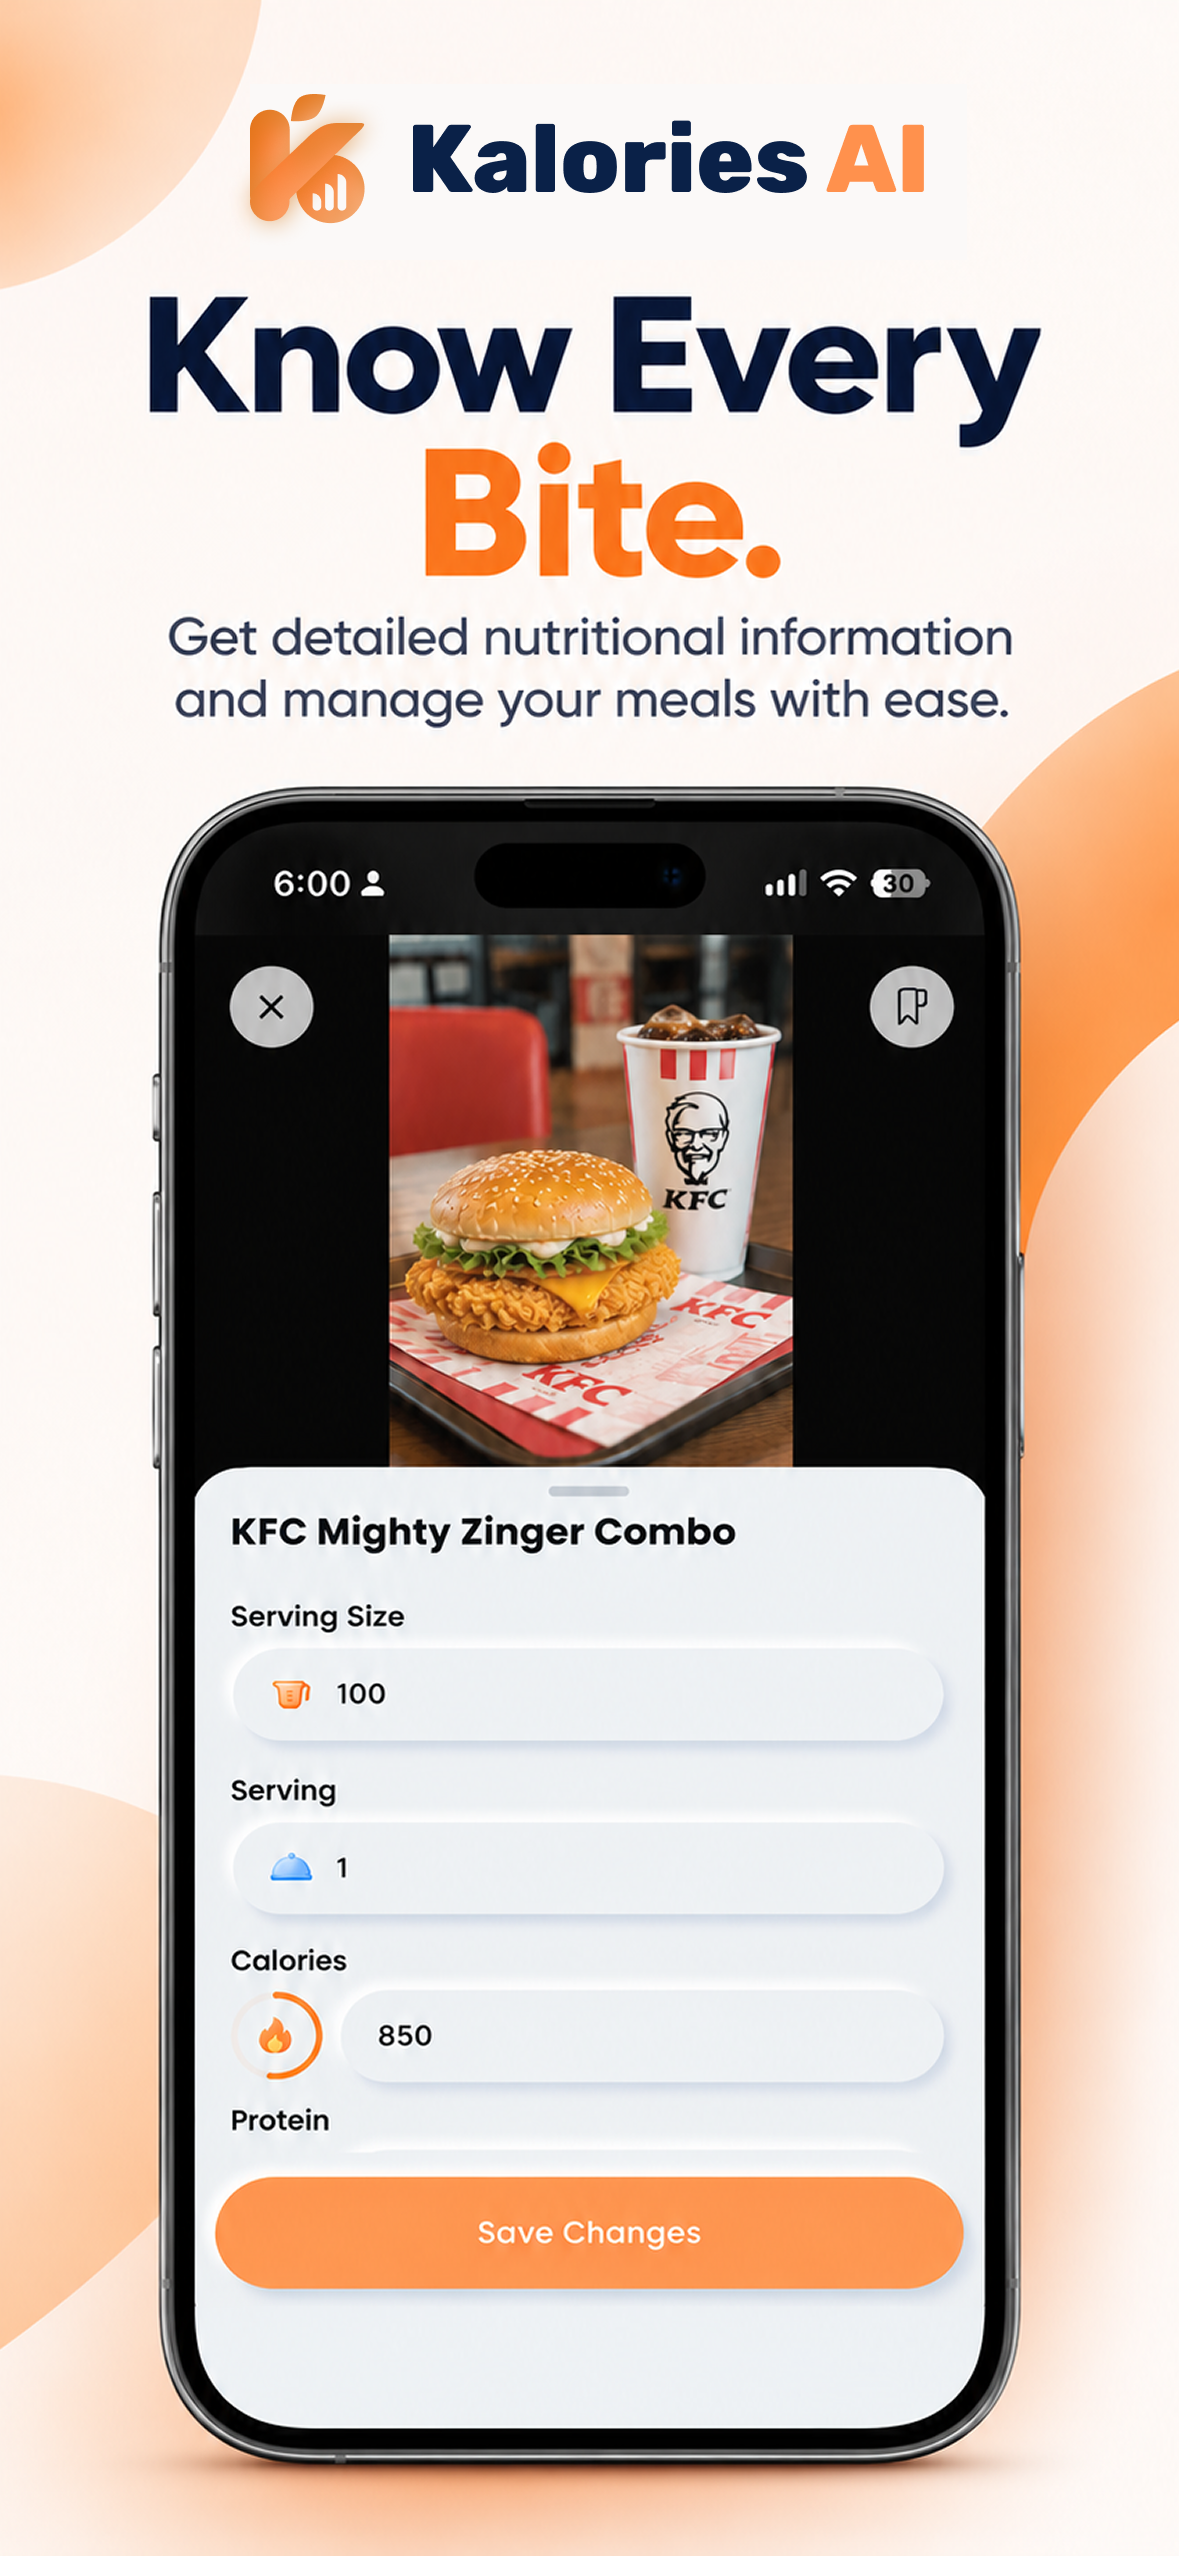 Kalories AI
Know Every
Bite.
Get detailed nutritional information
and manage your meals with ease.
6:00
30
KFC
KFC
KFC
KFC Mighty Zinger Combo
Serving Size
100
Serving
1
Calories
850
Protein
Save Changes